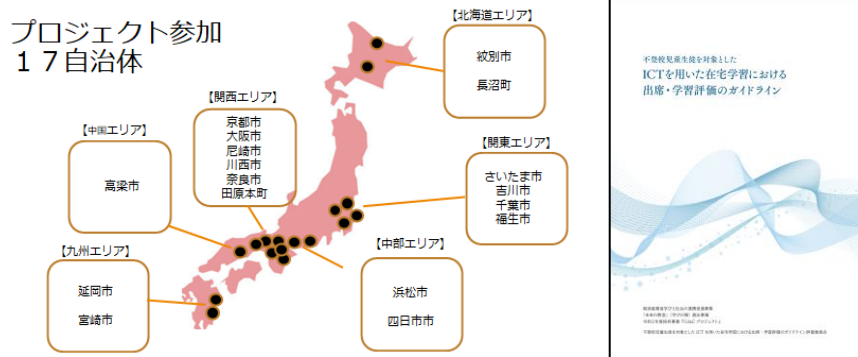 プロジェクト参加
１７自治体
【北海道エリア】
紋別市
長沼町
【関西エリア】
京都市
大阪市
尼崎市
川西市
奈良市
田原本町
【中国エリア】
高梁市
【関東エリア】
さいたま市
吉川市
千葉市
福生市
【九州エリア】
延岡市
宮崎市
【中部エリア】
浜松市
四日市市
不登校児童生徒を対象とした
ICTを用いた在宅学習における
出席・学習評価のガイドライン